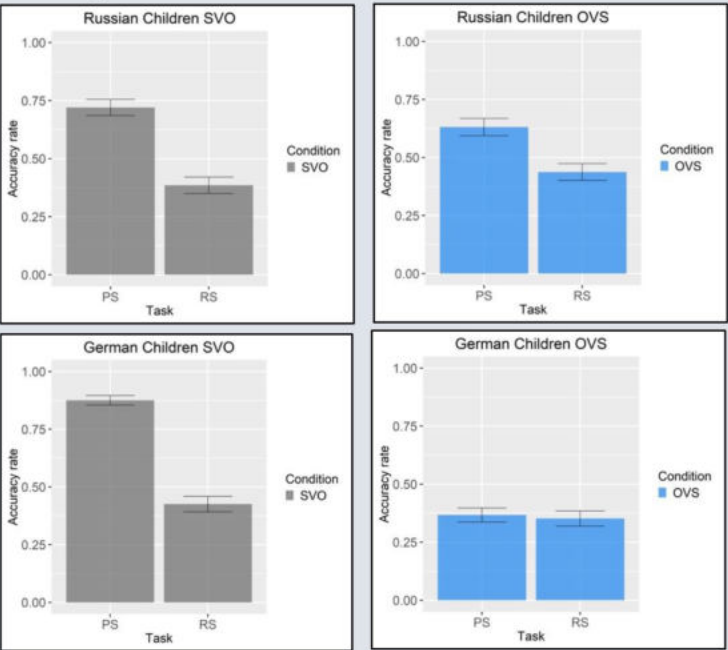 Russian Children SVO
1.00
0.75
0.50
0.25
0.00
Accuracy rate
PS RS
Task
Condition
SVO
Russian Children OVS
1.00
0.75
0.50
0.25
0.00
Accuracy rate
PS RS
Task
Condition
OVS
German Children SVO
1.00
0.75
0.50
0.25
0.00
Accuracy rate
PS RS
Task
Condition
SVO
German Children OVS
1.00
0.75
0.50
0.25
0.00
Accuracy rate
PS RS
Task
Condition
OVS